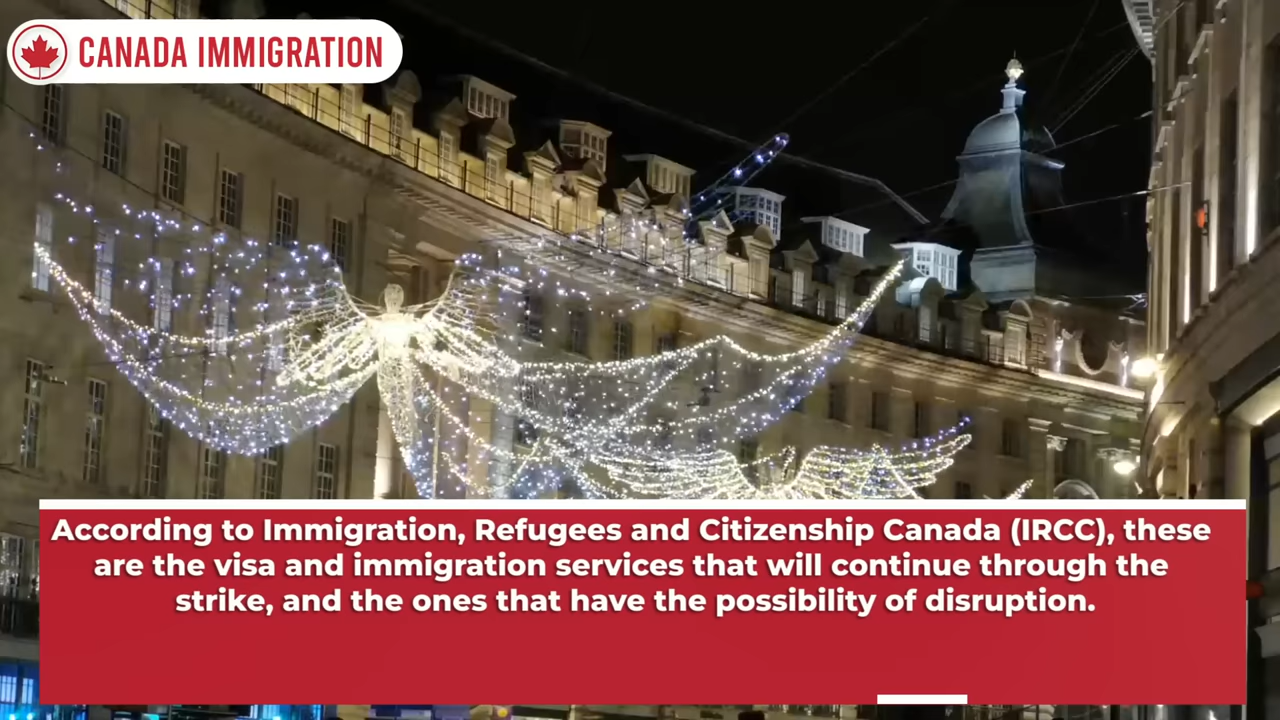 CANADA IMMIGRATION
According to Immigration, Refugees and Citizenship Canada (IRCC), these
are the visa and immigration services that will continue through the
strike, and the ones that have the possibility of disruption.